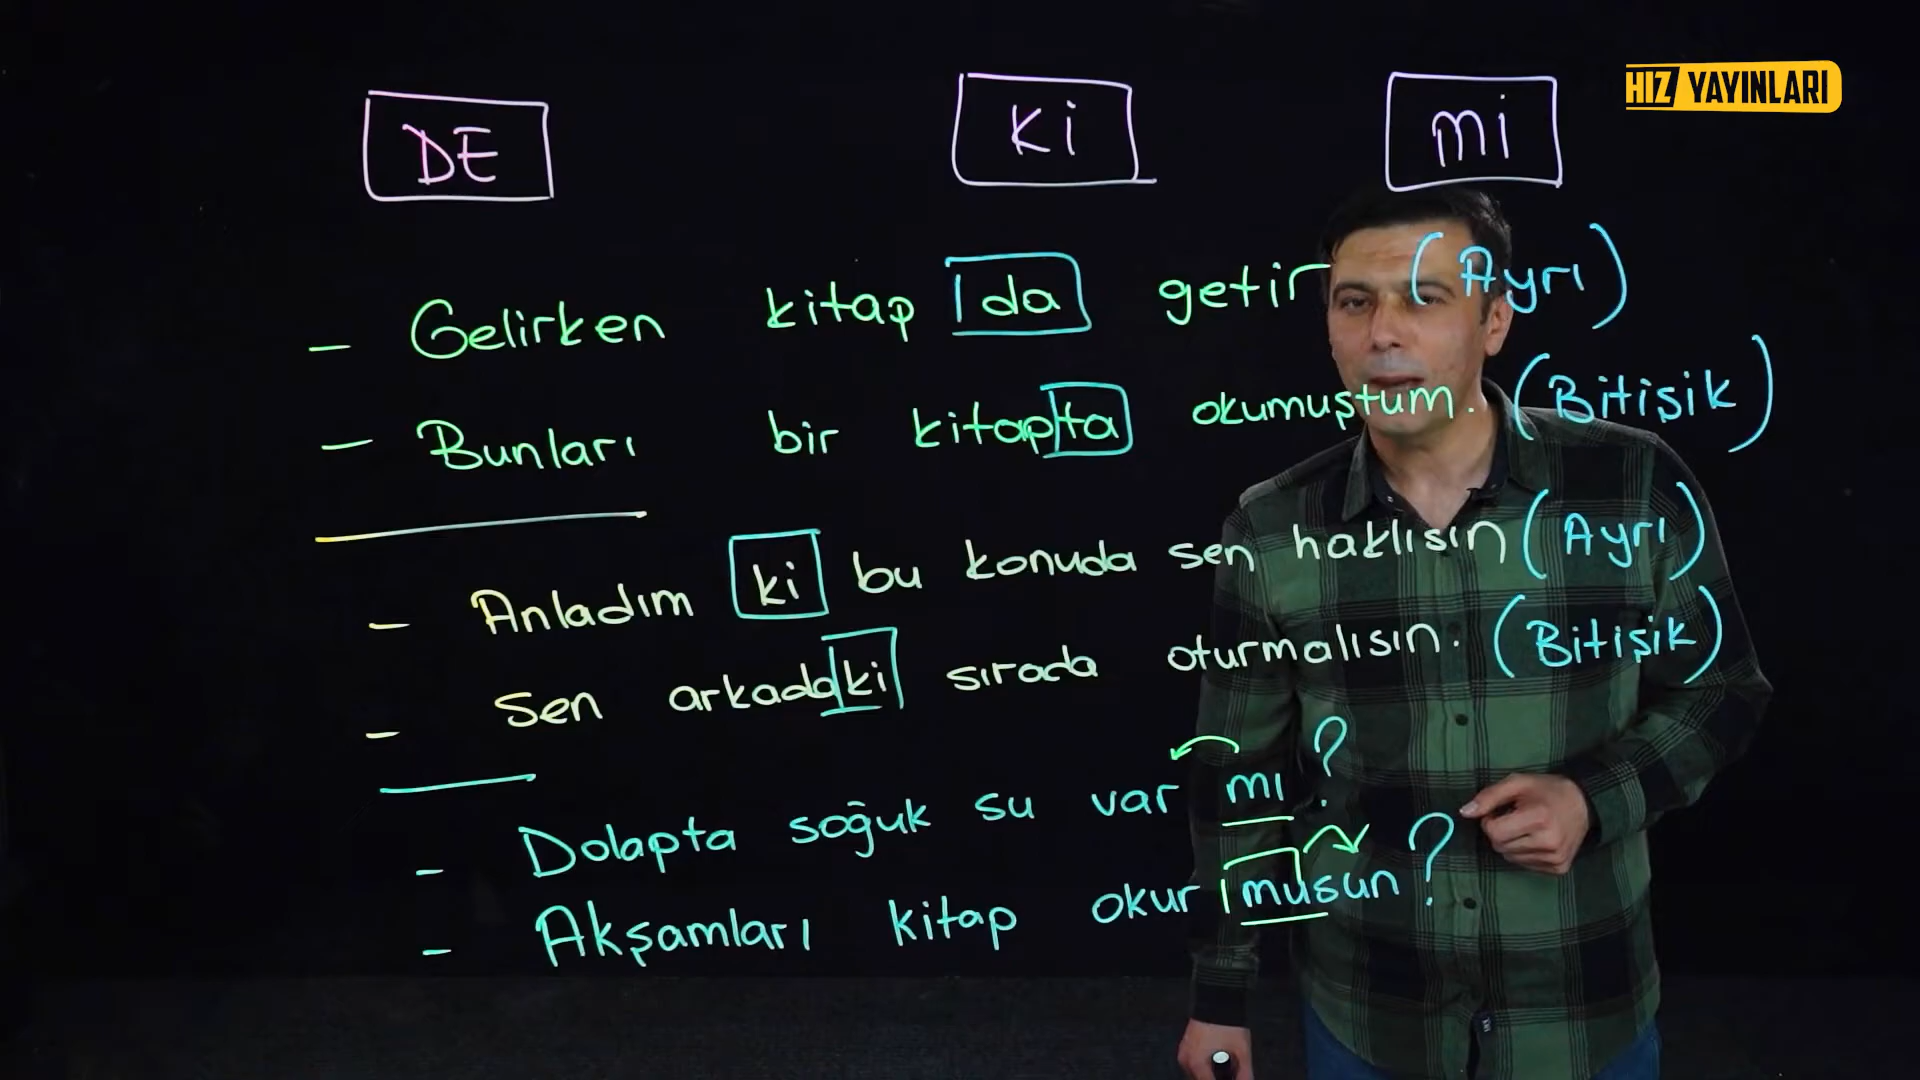 HIZ YAYINLARI
DE Kİ Mİ
- Gelirken kitap da getir (Ayrı)
- Bunları bir kitapta okumuştum. (Bitişik)
- Anladım ki bu konuda sen haklısın (Ayrı)
- Sen arkadaki sırada oturmalısın. (Bitişik)
- Dolapta soğuk su var mı?
- Akşamları kitap okur musun?